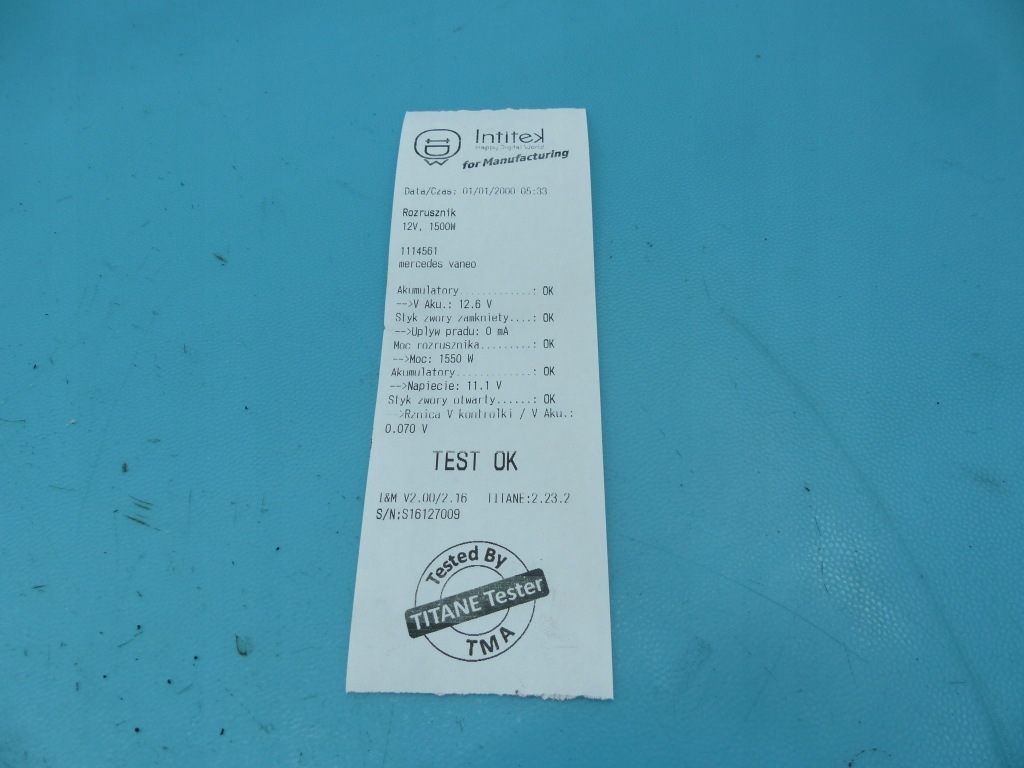 Intitek
Happy Digital World
for Manufacturing
Data/Czas: 01/01/2000 05:33
Rozrusznik
12V, 1500W
1114561
mercedes vaneo
Akumulatory............: OK
-->V Aku.: 12.6 V
Styk zwory zamkniety....: OK
-->Uplyw pradu: 0 mA
Moc rozrusznika.........: OK
-->Moc: 1550 W
Akumulatory............: OK
-->Napiecie: 11.1 V
Styk zwory otwarty......: OK
-->Rznica V kontrolki / V Aku.:
0.070 V
TEST OK
I&M V2.00/2.16 TITANE:2.23.2
S/N:S16127009
Tested By
TITANE Tester
TMA